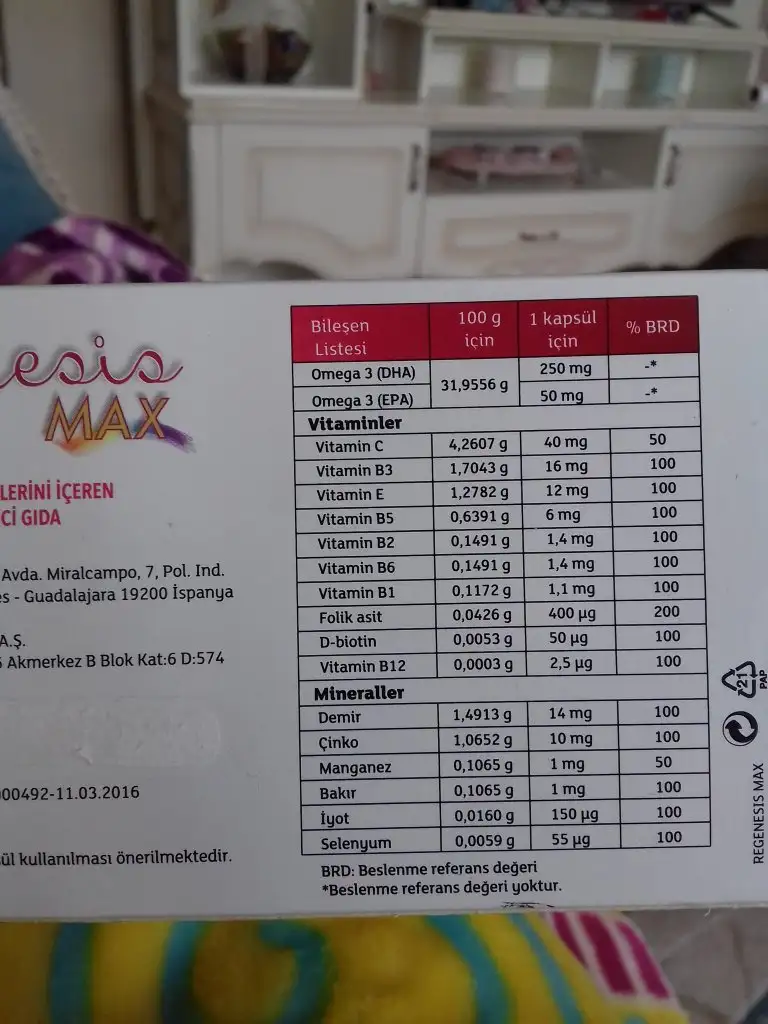 esis
MAX
LERİNİ İÇEREN
Cİ GIDA
Avda. Miralcampo, 7, Pol. Ind.
es - Guadalajara 19200 İspanya
A.Ş.
Akmerkez B Blok Kat:6 D:574
00492-11.03.2016
ül kullanılması önerilmektedir.
Bileşen Listesi 100 g için 1 kapsül için % BRD
Omega 3 (DHA) 31,9556 g 250 mg -*
Omega 3 (EPA) 50 mg -*
Vitaminler
Vitamin C 4,2607 g 40 mg 50
Vitamin B3 1,7043 g 16 mg 100
Vitamin E 1,2782 g 12 mg 100
Vitamin B5 0,6391 g 6 mg 100
Vitamin B2 0,1491 g 1,4 mg 100
Vitamin B6 0,1491 g 1,4 mg 100
Vitamin B1 0,1172 g 1,1 mg 100
Folik asit 0,0426 g 400 µg 200
D-biotin 0,0053 g 50 µg 100
Vitamin B12 0,0003 g 2,5 µg 100
Mineraller
Demir 1,4913 g 14 mg 100
Çinko 1,0652 g 10 mg 100
Manganez 0,1065 g 1 mg 50
Bakır 0,1065 g 1 mg 100
İyot 0,0160 g 150 µg 100
Selenyum 0,0059 g 55 µg 100
BRD: Beslenme referans değeri
*Beslenme referans değeri yoktur.
21
PAP
REGENESIS MAX